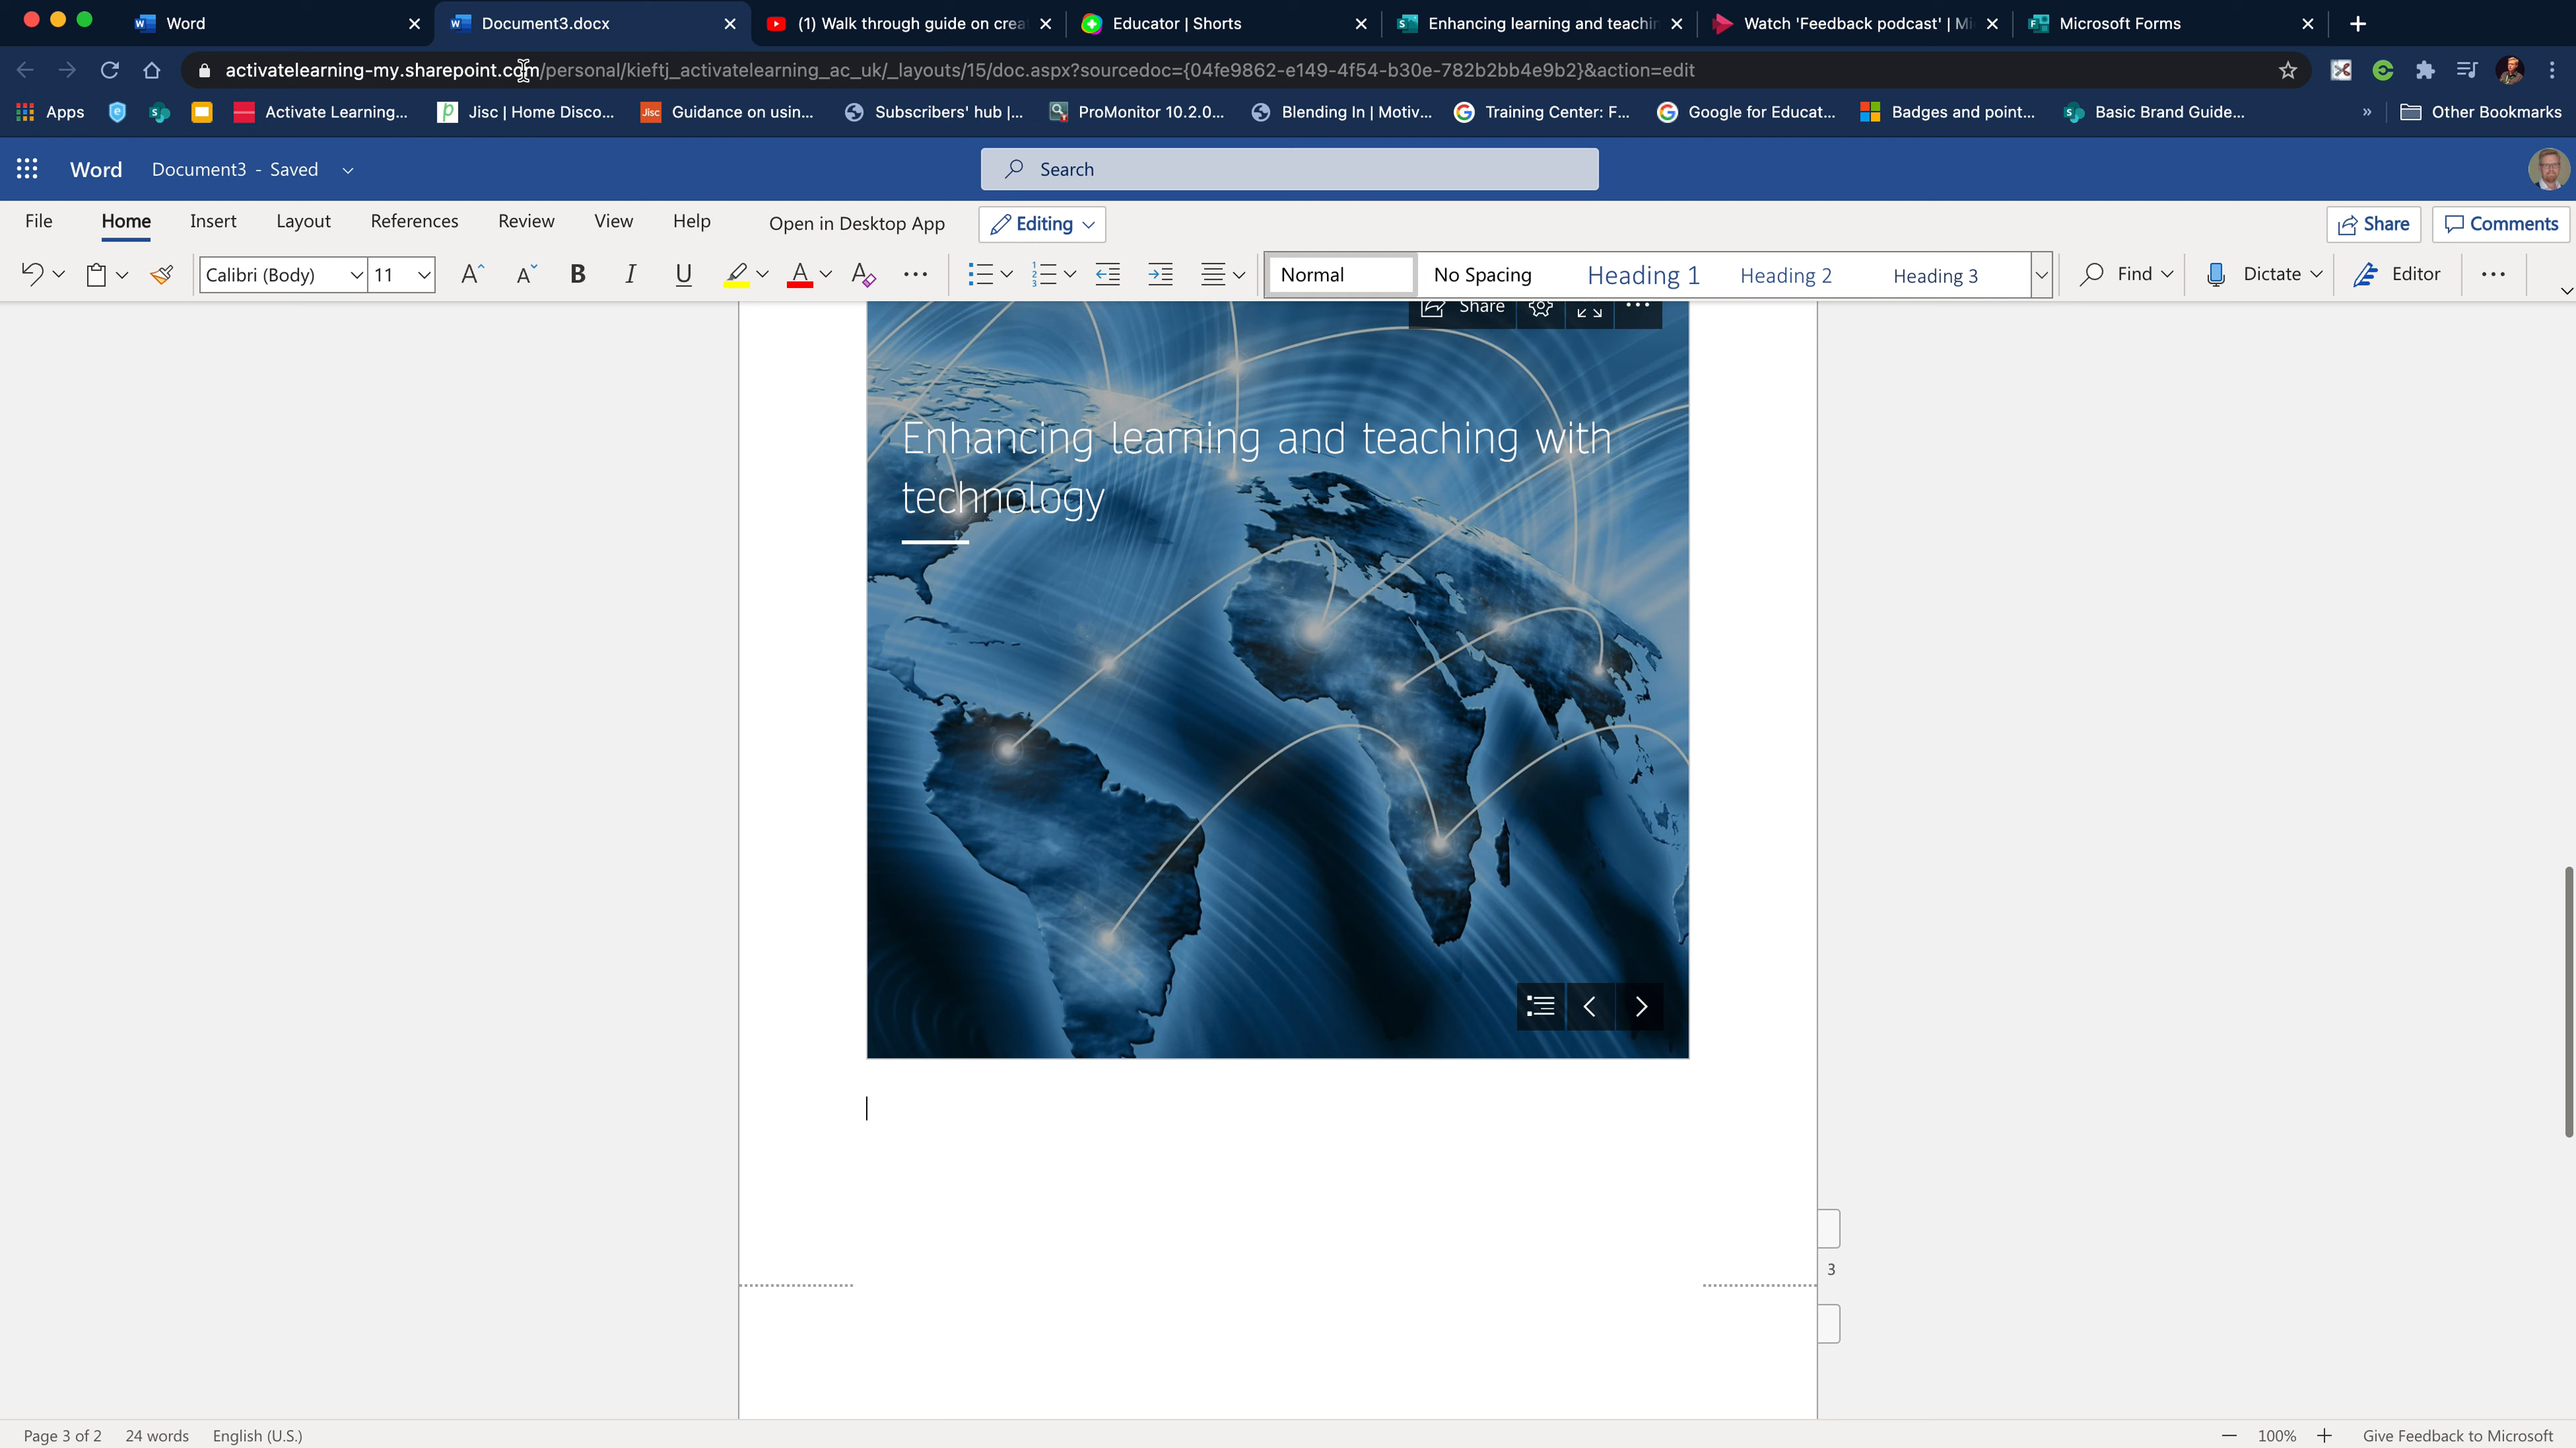 Word
Document3.docx
(1) Walk through guide on crea
Educator | Shorts
Enhancing learning and teachin
Watch 'Feedback podcast' | Mi
Microsoft Forms
activatelearning-my.sharepoint.com/personal/kieftj_activatelearning_ac_uk/_layouts/15/doc.aspx?sourcedoc={04fe9862-e149-4f54-b30e-782b2bb4e9b2}&action=edit
Apps
Activate Learning...
Jisc | Home Disco...
Jisc
Guidance on usin...
Subscribers' hub |...
ProMonitor 10.2.0...
Blending In | Motiv...
Training Center: F...
Google for Educat...
Badges and point...
Basic Brand Guide...
»
Other Bookmarks
Word
Document3 - Saved
Search
File
Home
Insert
Layout
References
Review
View
Help
Open in Desktop App
Editing
Share
Comments
Calibri (Body)
11
Normal
No Spacing
Heading 1
Heading 2
Heading 3
Find
Dictate
Editor
Share
Enhancing learning and teaching with
technology
3
Page 3 of 2
24 words
English (U.S.)
100%
Give Feedback to Microsoft